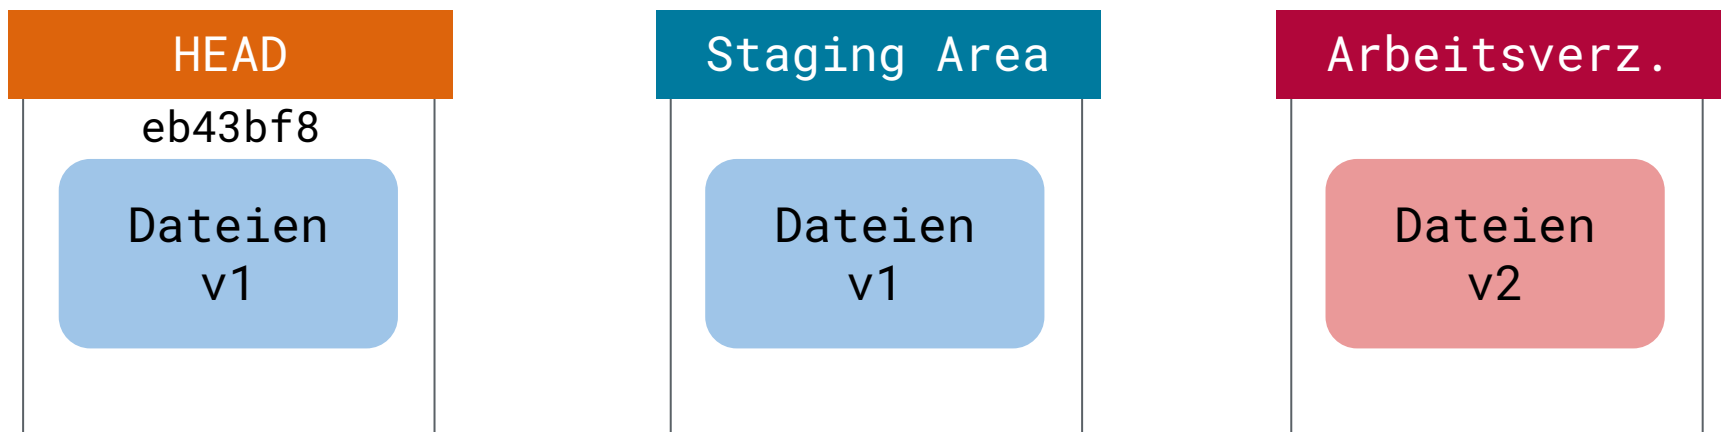 HEAD
Staging Area
Arbeitsverz.
eb43bf8
Dateien
v1
Dateien
v1
Dateien
v2